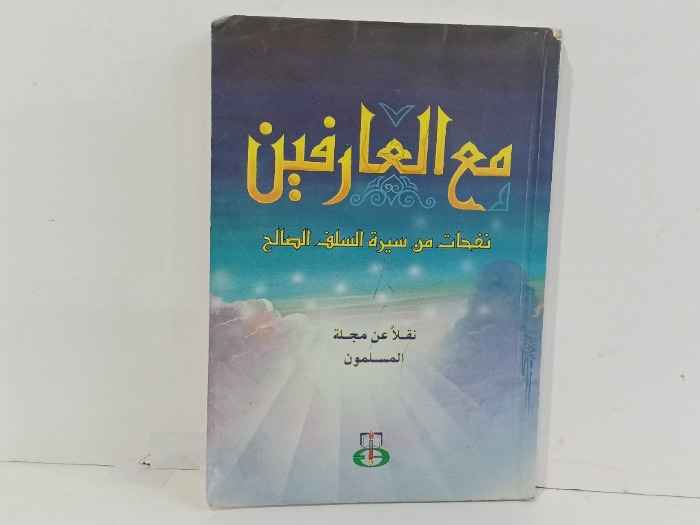 مع العارفين
نفحات من سيرة السلف الصالح
نقلاً عن مجلة
المسلمون